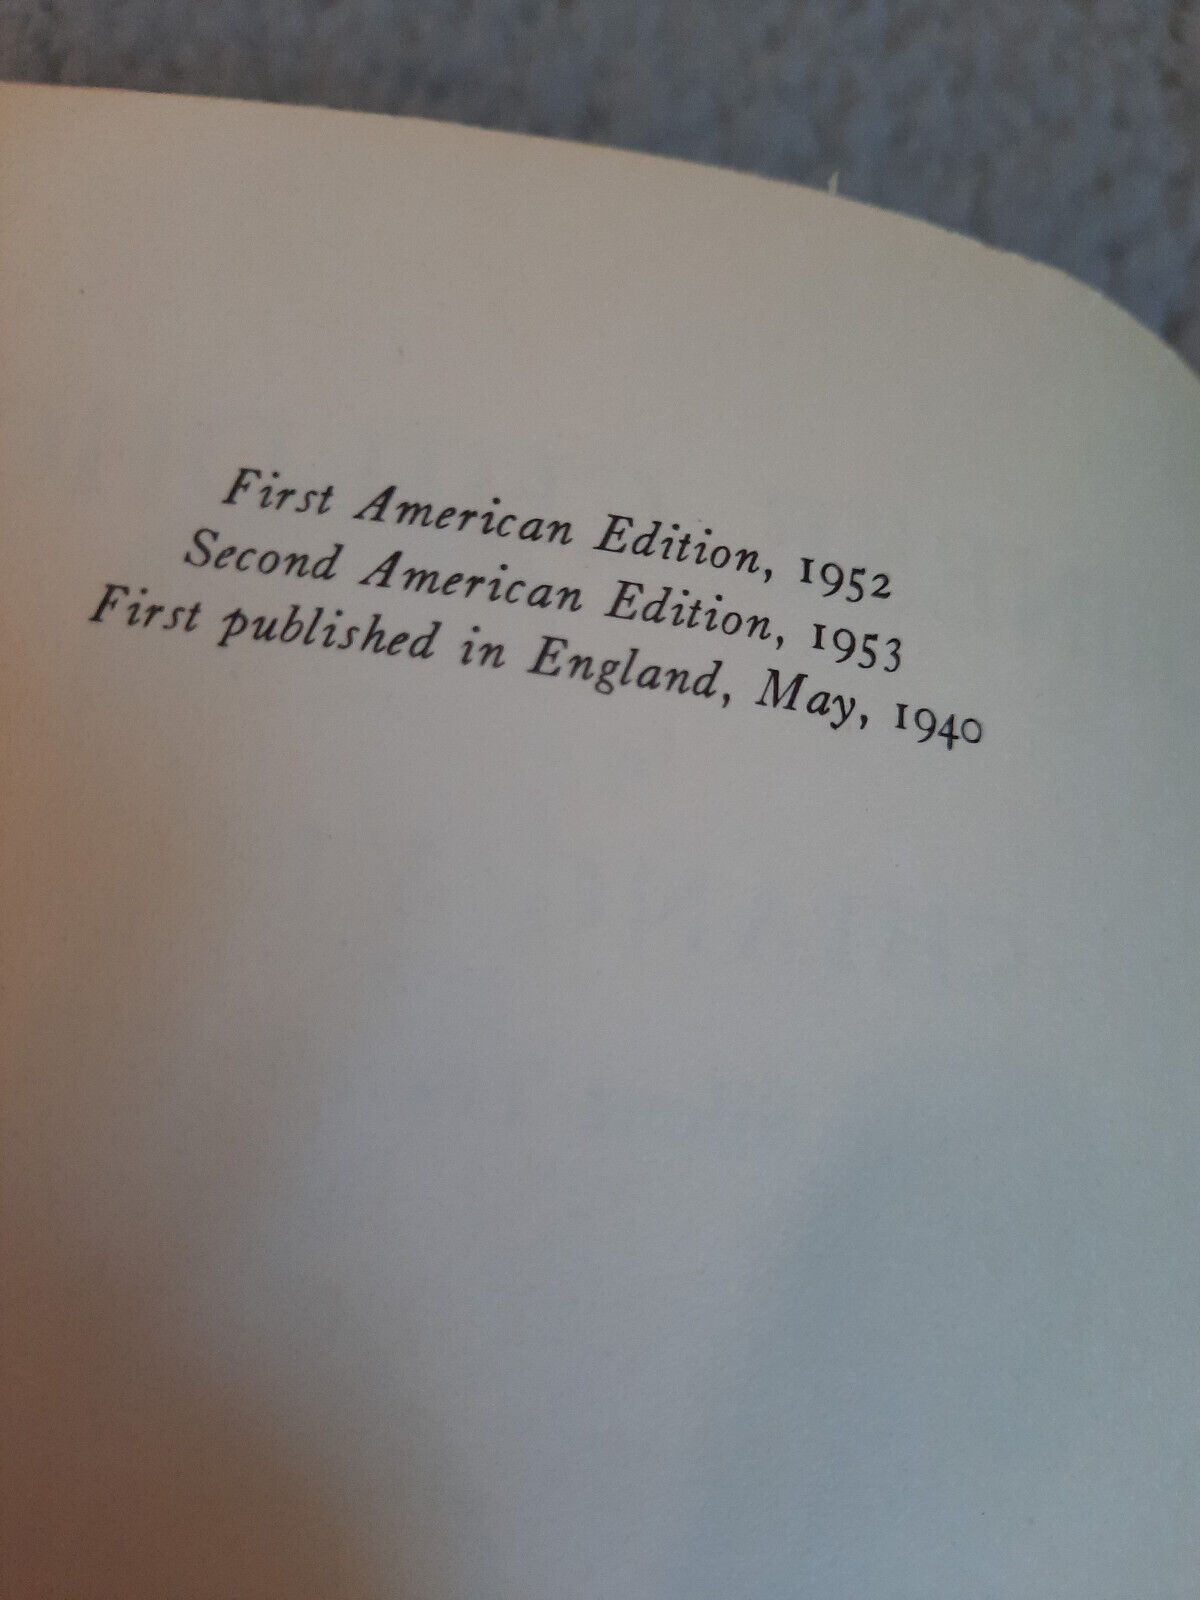 First American Edition, 1952
Second American Edition, 1953
First published in England, May, 1940